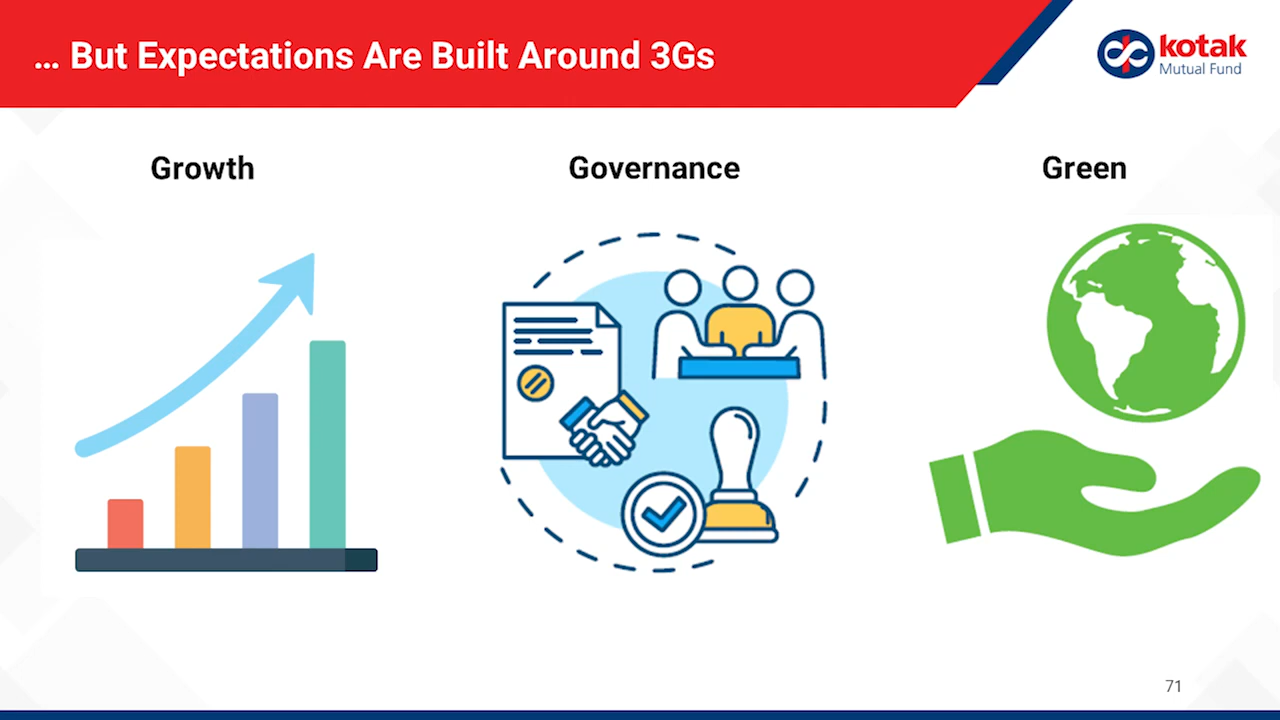 ... But Expectations Are Built Around 3Gs
kotak
Mutual Fund
Growth
Governance
Green
71